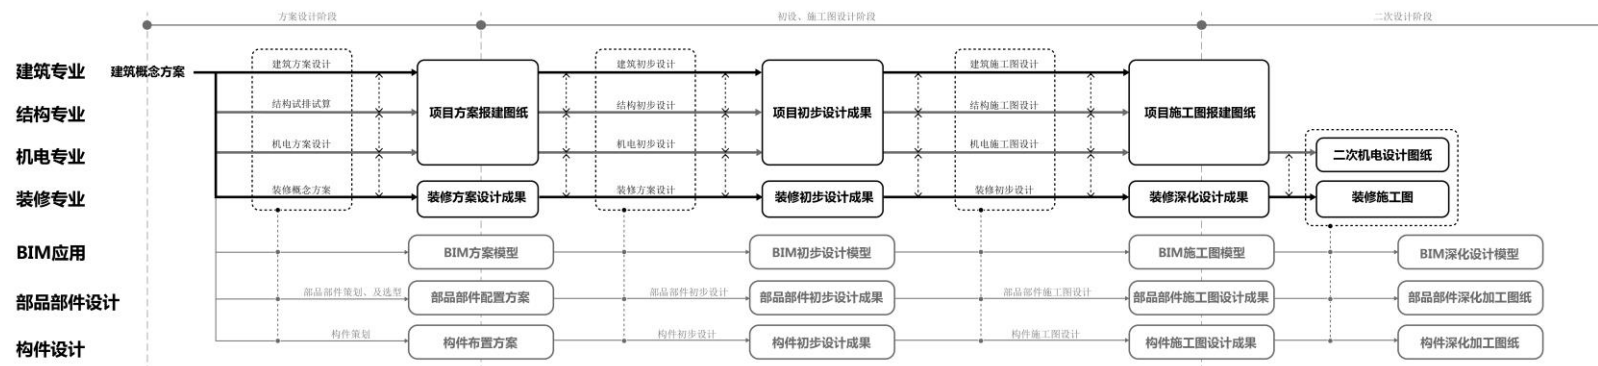 方案设计阶段
初设、施工图设计阶段
二次设计阶段
建筑专业
建筑概念方案
建筑方案设计
建筑初步设计
建筑施工图设计
结构专业
结构试排试算
项目方案报建图纸
结构初步设计
项目初步设计成果
结构施工图设计
项目施工图报建图纸
机电专业
机电方案设计
机电初步设计
机电施工图设计
二次机电设计图纸
装修专业
装修概念方案
装修方案设计成果
装修方案设计
装修初步设计成果
装修初步设计
装修深化设计成果
装修施工图
BIM应用
BIM方案模型
BIM初步设计模型
BIM施工图模型
BIM深化设计模型
部品部件设计
部品部件策划、及选型
部品部件配置方案
部品部件初步设计
部品部件初步设计成果
部品部件施工图设计
部品部件施工图设计成果
部品部件深化加工图纸
构件设计
构件策划
构件布置方案
构件初步设计
构件初步设计成果
构件施工图设计
构件施工图设计成果
构件深化加工图纸